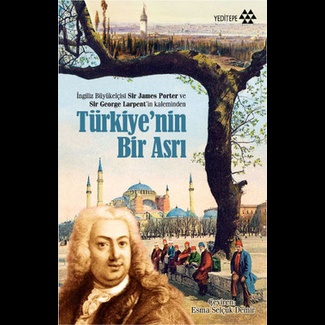 YEDİTEPE
İngiliz Büyükelçisi Sir James Porter ve
Sir George Larpent'in kaleminden
Türkiye'nin
Bir Asrı
Çeviren:
Esma Selçuk Demir